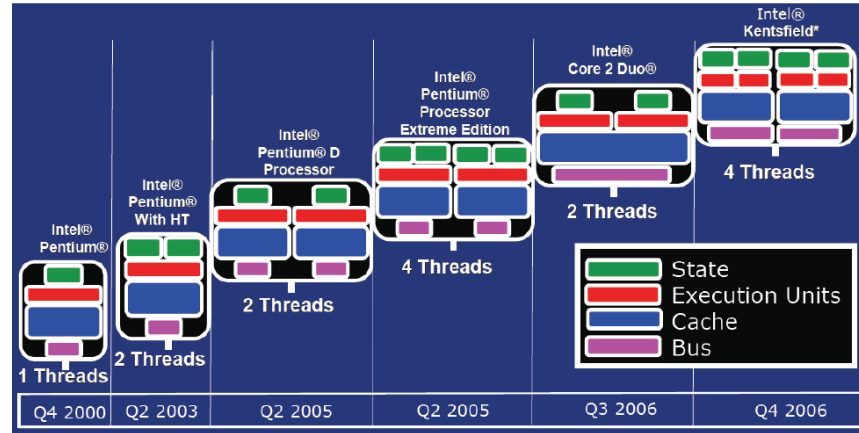 Intel®
Pentium®
1 Threads
Intel®
Pentium®
With HT
2 Threads
Intel®
Pentium® D
Processor
2 Threads
Intel®
Pentium®
Processor
Extreme Edition
4 Threads
Intel®
Core 2 Duo®
2 Threads
Intel®
Kentsfield*
4 Threads
State
Execution Units
Cache
Bus
Q4 2000 Q2 2003 Q2 2005 Q2 2005 Q3 2006 Q4 2006